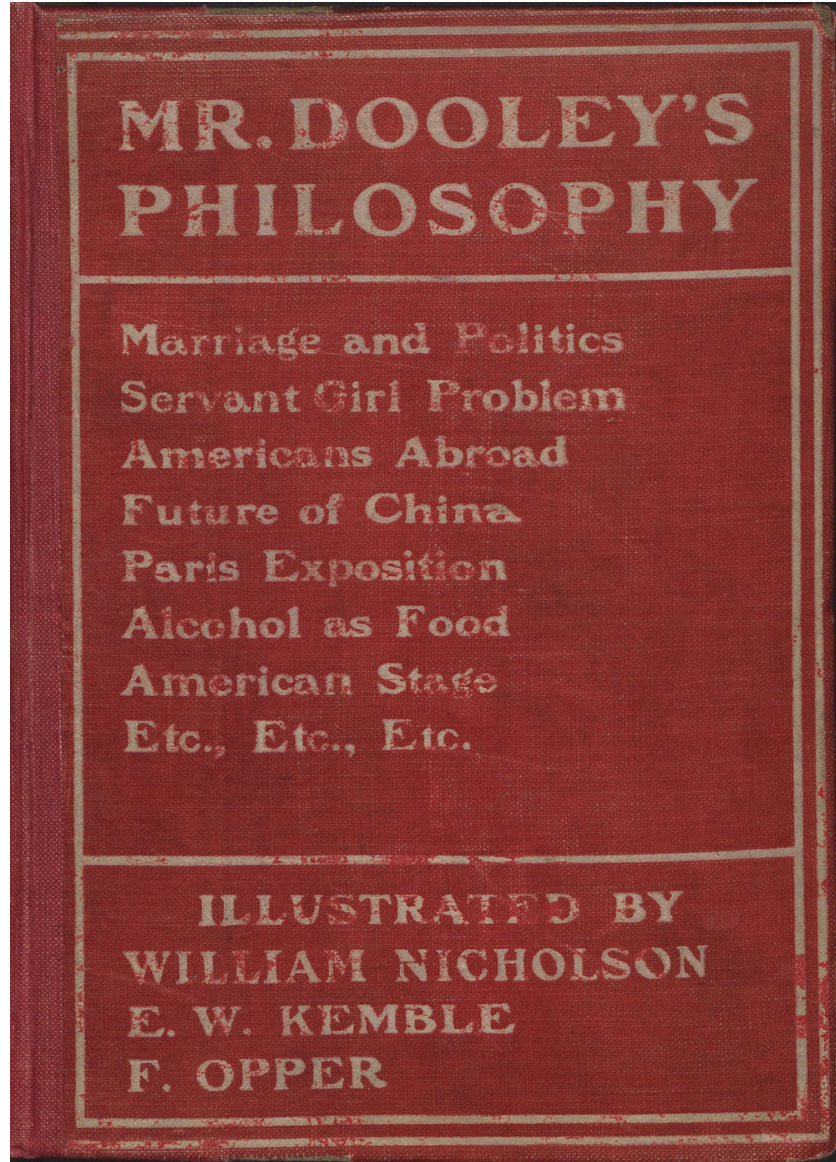 MR. DOOLEY'S
PHILOSOPHY
Marriage and Politics
Servant Girl Problem
Americans Abroad
Future of China
Paris Exposition
Alcohol as Food
American Stage
Etc., Etc., Etc.
ILLUSTRATED BY
WILLIAM NICHOLSON
E. W. KEMBLE
F. OPPER